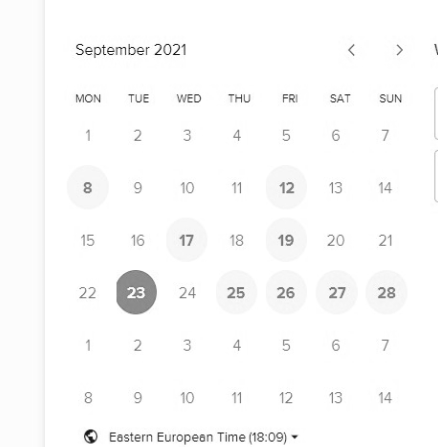 September 2021 < >
MON TUE WED THU FRI SAT SUN
1 2 3 4 5 6 7
8 9 10 11 12 13 14
15 16 17 18 19 20 21
22 23 24 25 26 27 28
1 2 3 4 5 6 7
8 9 10 11 12 13 14
Eastern European Time (18:09)